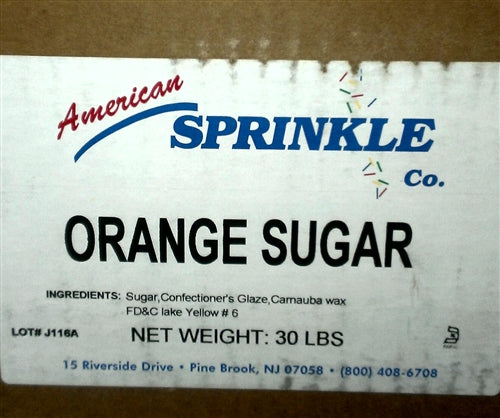 American
SPRINKLE
Co.
ORANGE SUGAR
INGREDIENTS: Sugar,Confectioner's Glaze,Carnauba wax
FD&C lake Yellow # 6
LOT# J116A
NET WEIGHT: 30 LBS
15 Riverside Drive • Pine Brook, NJ 07058 • (800) 408-6708